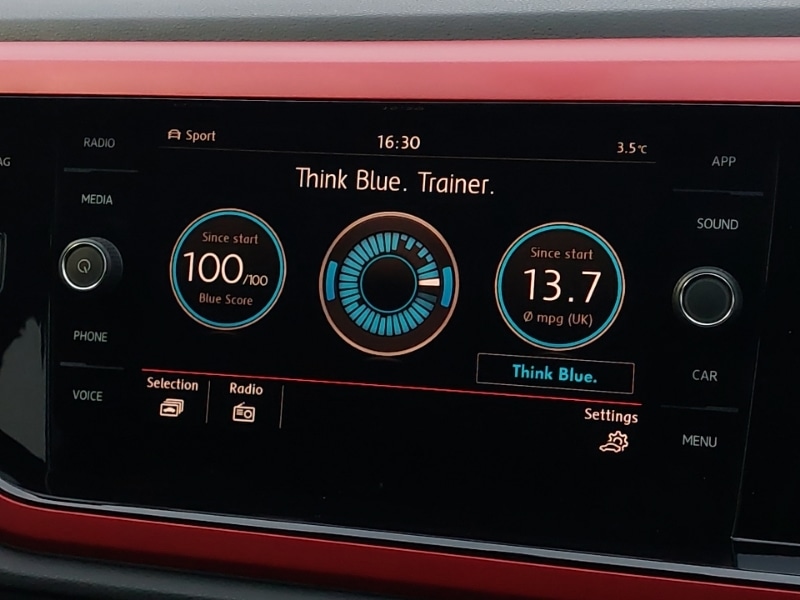 AG
RADIO
MEDIA
PHONE
VOICE
Sport
16:30
3.5°C
Think Blue. Trainer.
Since start
100/100
Blue Score
Since start
13.7
Ø mpg (UK)
Think Blue.
Selection
Radio
Settings
APP
SOUND
CAR
MENU